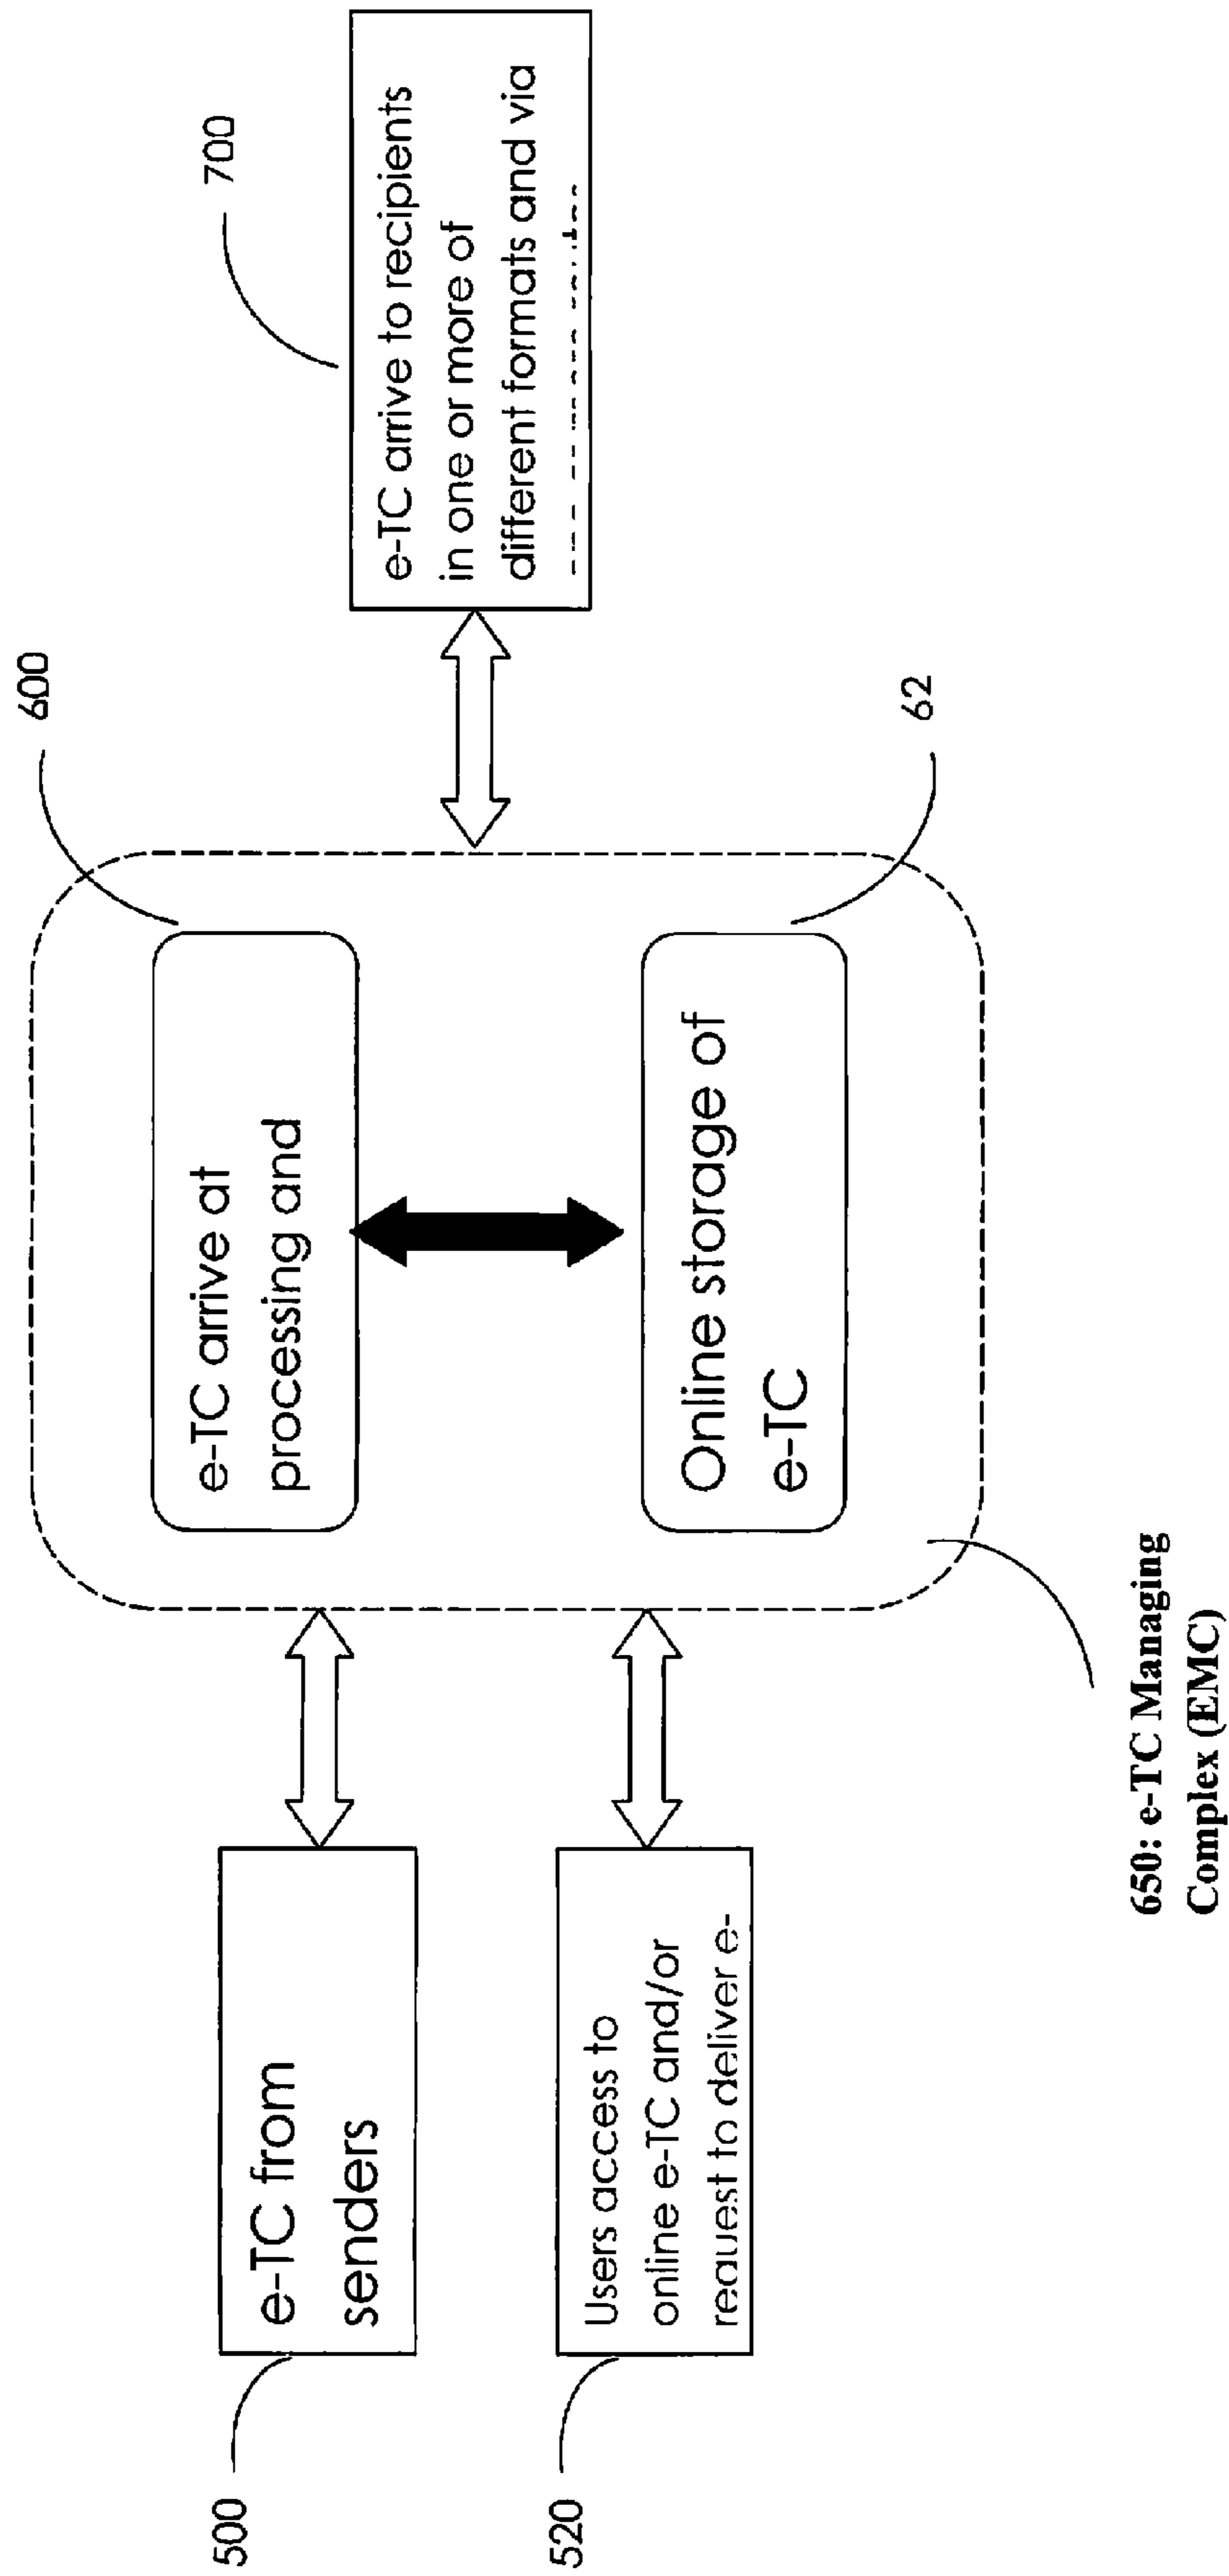 500
e-TC from
senders
520
Users access to
online e-TC and/or
request to deliver e-
600
e-TC arrive at
processing and
Online storage of
e-TC
62
650: e-TC Managing
Complex (EMC)
700
e-TC arrive to recipients
in one or more of
different formats and via